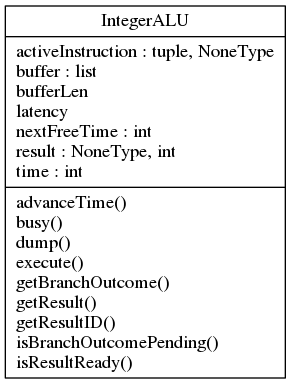 IntegerALU
activeInstruction : tuple, NoneType
buffer : list
bufferLen
latency
nextFreeTime : int
result : NoneType, int
time : int
advanceTime()
busy()
dump()
execute()
getBranchOutcome()
getResult()
getResultID()
isBranchOutcomePending()
isResultReady()